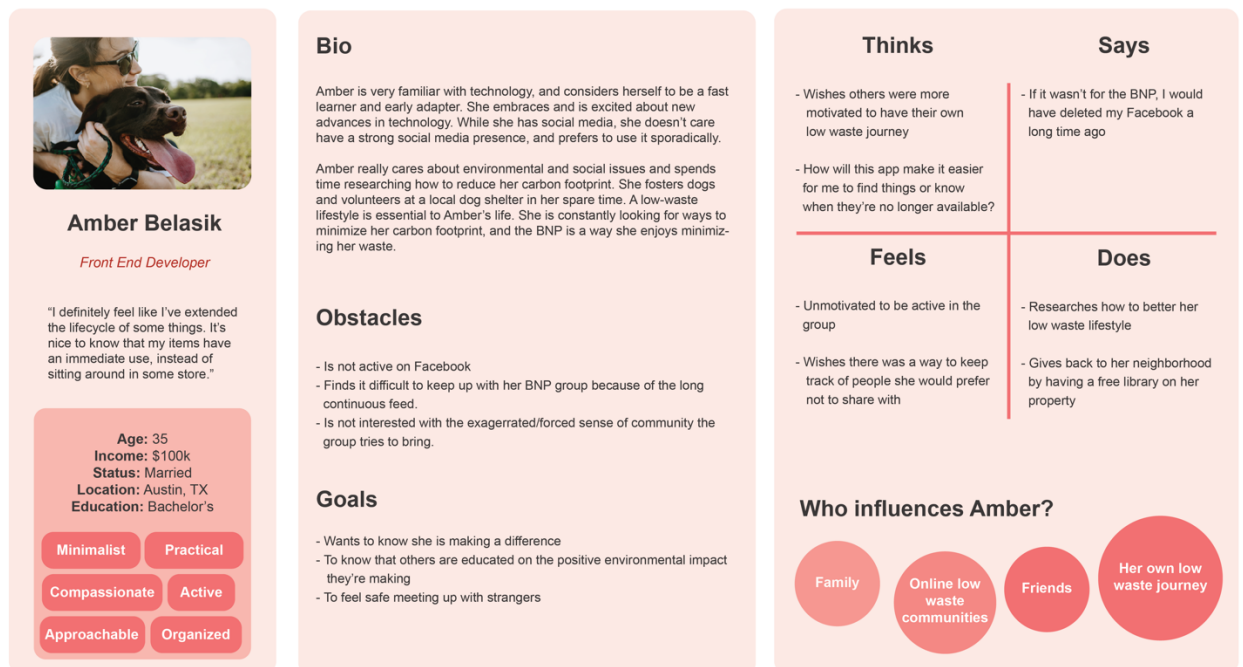 Amber Belasik
Front End Developer
“I definitely feel like I’ve extended
the lifecycle of some things. It’s
nice to know that my items have
an immediate use, instead of
sitting around in some store.”
Age: 35
Income: $100k
Status: Married
Location: Austin, TX
Education: Bachelor’s
Minimalist
Practical
Compassionate
Active
Approachable
Organized
Bio
Amber is very familiar with technology, and considers herself to be a fast
learner and early adapter. She embraces and is excited about new
advances in technology. While she has social media, she doesn’t care
have a strong social media presence, and prefers to use it sporadically.
Amber really cares about environmental and social issues and spends
time researching how to reduce her carbon footprint. She fosters dogs
and volunteers at a local dog shelter in her spare time. A low-waste
lifestyle is essential to Amber’s life. She is constantly looking for ways to
minimize her carbon footprint, and the BNP is a way she enjoys minimiz-
ing her waste.
Obstacles
- Is not active on Facebook
- Finds it difficult to keep up with her BNP group because of the long
continuous feed.
- Is not interested with the exagerrated/forced sense of community the
group tries to bring.
Goals
- Wants to know she is making a difference
- To know that others are educated on the positive environmental impact
they’re making
- To feel safe meeting up with strangers
Thinks
- Wishes others were more
motivated to have their own
low waste journey
- How will this app make it easier
for me to find things or know
when they’re no longer available?
Says
- If it wasn’t for the BNP, I would
have deleted my Facebook a
long time ago
Feels
- Unmotivated to be active in the
group
- Wishes there was a way to keep
track of people she would prefer
not to share with
Does
- Researches how to better her
low waste lifestyle
- Gives back to her neighborhood
by having a free library on her
property
Who influences Amber?
Family
Online low
waste
communities
Friends
Her own low
waste journey